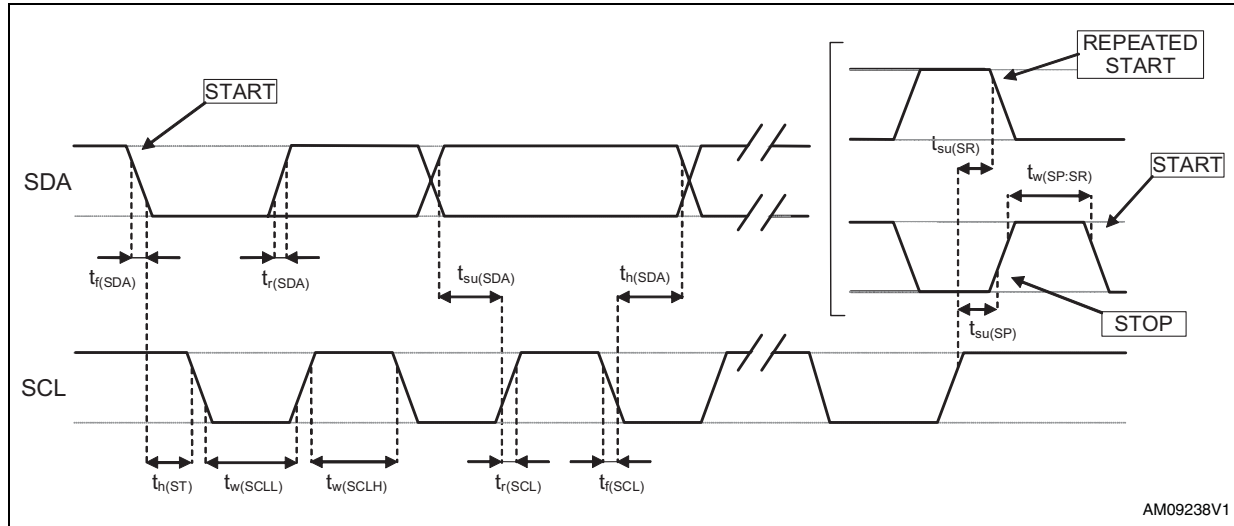 REPEATED
START
START
t_su(SR)
t_w(SP:SR)
START
SDA
t_f(SDA)
t_r(SDA)
t_su(SDA)
t_h(SDA)
t_su(SP)
STOP
SCL
t_h(ST)
t_w(SCLL)
t_w(SCLH)
t_r(SCL)
t_f(SCL)
AM09238V1